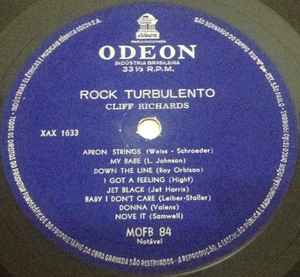 ODEON
INDÚSTRIA BRASILEIRA
33⅓ R.P.M.
ROCK TURBULENTO
CLIFF RICHARDS
XAX 1633
APRON STRINGS (Weiss - Schroeder)
MY BABE (L. Johnson)
DOWN THE LINE (Roy Orbison)
I GOT A FEELING (Hight)
JET BLACK (Jet Harris)
BABY I DON'T CARE (Leiber-Stoller)
DONNA (Valens)
NOVE IT (Samwell)
MOFB 84
Notável